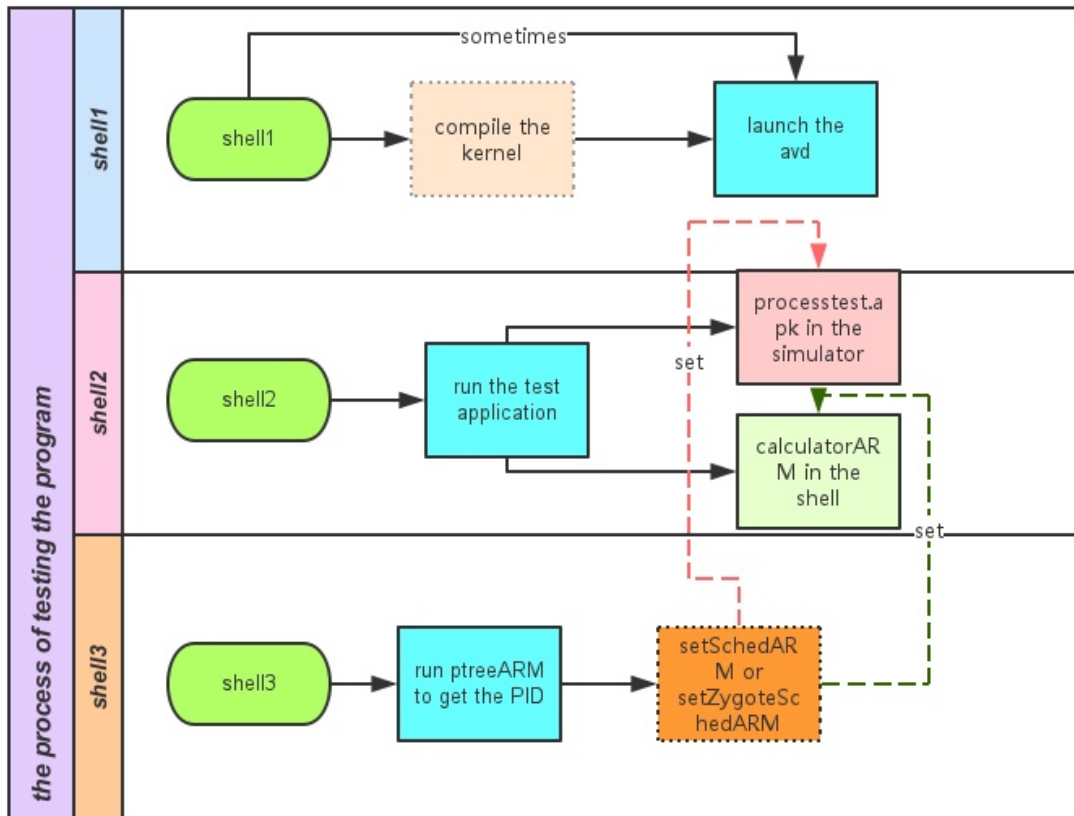 the process of testing the program
shell1
sometimes
shell1
compile the
kernel
launch the
avd
shell2
shell2
run the test
application
set
processtest.a
pk in the
simulator
calculatorAR
M in the
shell
set
shell3
shell3
run ptreeARM
to get the PID
setSchedAR
M or
setZygoteSc
hedARM